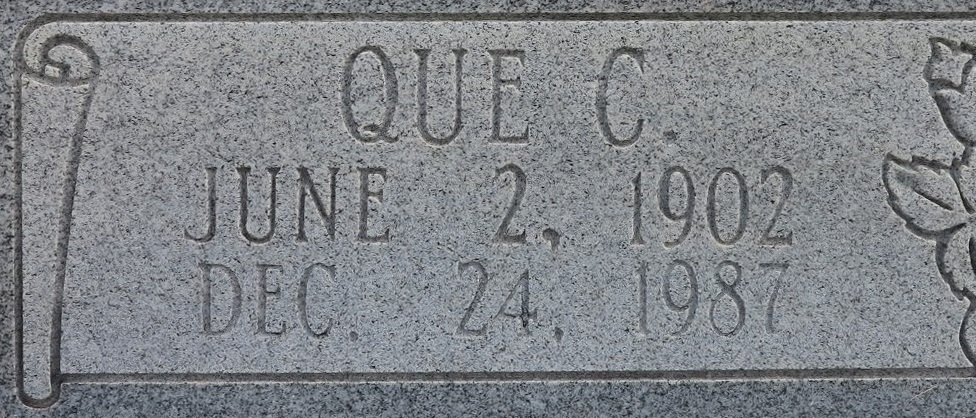 QUE C.
JUNE 2, 1902
DEC. 24, 1987